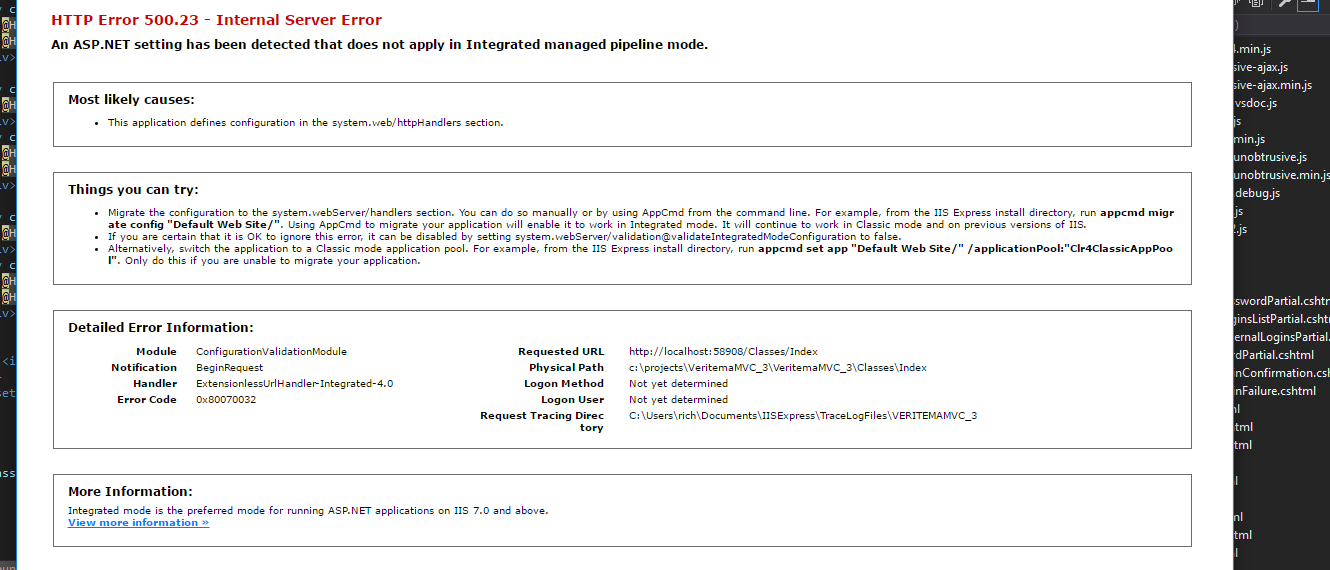 HTTP Error 500.23 - Internal Server Error
An ASP.NET setting has been detected that does not apply in Integrated managed pipeline mode.
Most likely causes:
• This application defines configuration in the system.web/httpHandlers section.
Things you can try:
• Migrate the configuration to the system.webServer/handlers section. You can do so manually or by using AppCmd from the command line. For example, from the IIS Express install directory, run appcmd migr
ate config "Default Web Site/". Using AppCmd to migrate your application will enable it to work in Integrated mode. It will continue to work in Classic mode and on previous versions of IIS.
• If you are certain that it is OK to ignore this error, it can be disabled by setting system.webServer/validation@validateIntegratedModeConfiguration to false.
• Alternatively, switch the application to a Classic mode application pool. For example, from the IIS Express install directory, run appcmd set app "Default Web Site/" /applicationPool:"Clr4ClassicAppPoo
l". Only do this if you are unable to migrate your application.
Detailed Error Information:
Module ConfigurationValidationModule
Notification BeginRequest
Handler ExtensionlessUrlHandler-Integrated-4.0
Error Code 0x80070032
Requested URL http://localhost:58908/Classes/Index
Physical Path c:\projects\VeritemaMVC_3\VeritemaMVC_3\Classes\Index
Logon Method Not yet determined
Logon User Not yet determined
Request Tracing Direc
tory C:\Users\rich\Documents\IISExpress\TraceLogFiles\VERITEMAMVC_3
More Information:
Integrated mode is the preferred mode for running ASP.NET applications on IIS 7.0 and above.
View more information »
.min.js
sive-ajax.js
sive-ajax.min.js
vsdoc.js
js
min.js
unobtrusive.js
unobtrusive.min.js
.debug.js
.js
.js
swordPartial.cshtml
ginsListPartial.cshtm
ernalLoginsPartial.
rdPartial.cshtml
inConfirmation.csh
inFailure.cshtml
ml
tml
tml
ml
tml